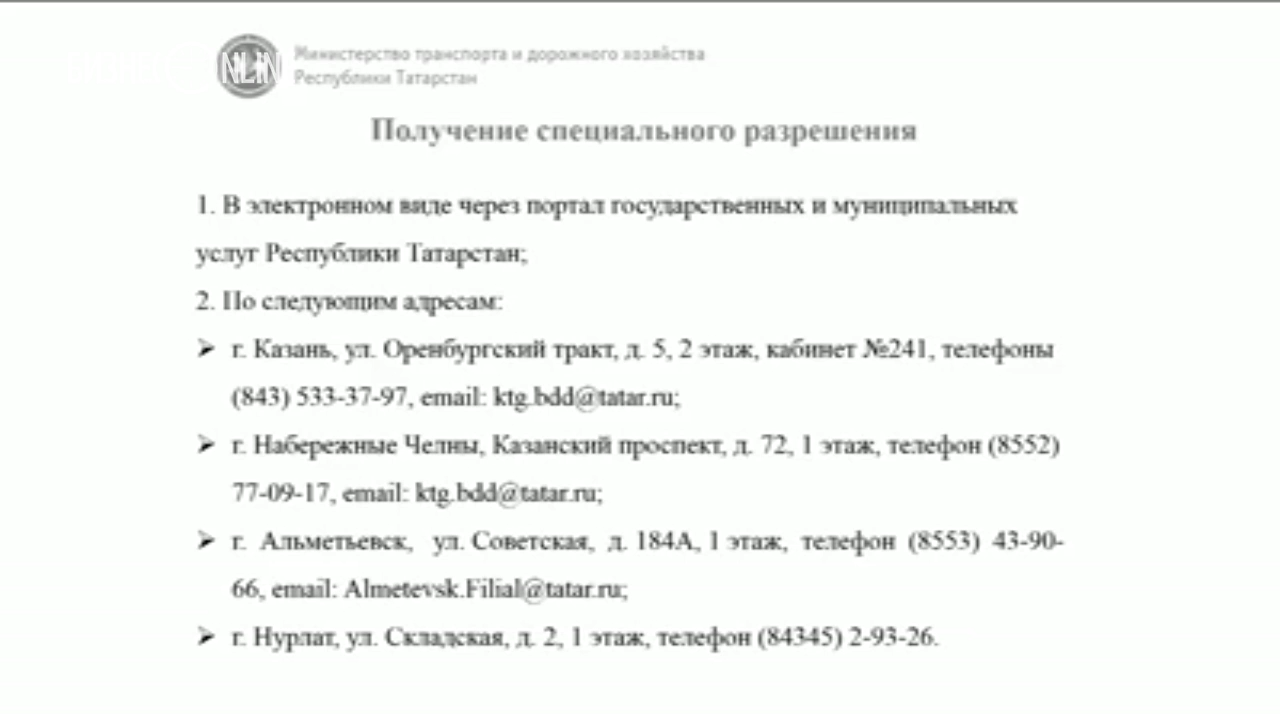 NLIN
Министерство транспорта и дорожного хозяйства
Республики Татарстан
Получение специального разрешения
1. В электронном виде через портал государственных и муниципальных
услуг Республики Татарстан;
2. По следующим адресам:
➢ г. Казань, ул. Оренбургский тракт, д. 5, 2 этаж, кабинет №241, телефоны
(843) 533-37-97, email: ktg.bdd@tatar.ru;
➢ г. Набережные Челны, Казанский проспект, д. 72, 1 этаж, телефон (8552)
77-09-17, email: ktg.bdd@tatar.ru;
➢ г. Альметьевск, ул. Советская, д. 184А, 1 этаж, телефон (8553) 43-90-
66, email: Almetevsk.Filial@tatar.ru;
➢ г. Нурлат, ул. Складская, д. 2, 1 этаж, телефон (84345) 2-93-26.